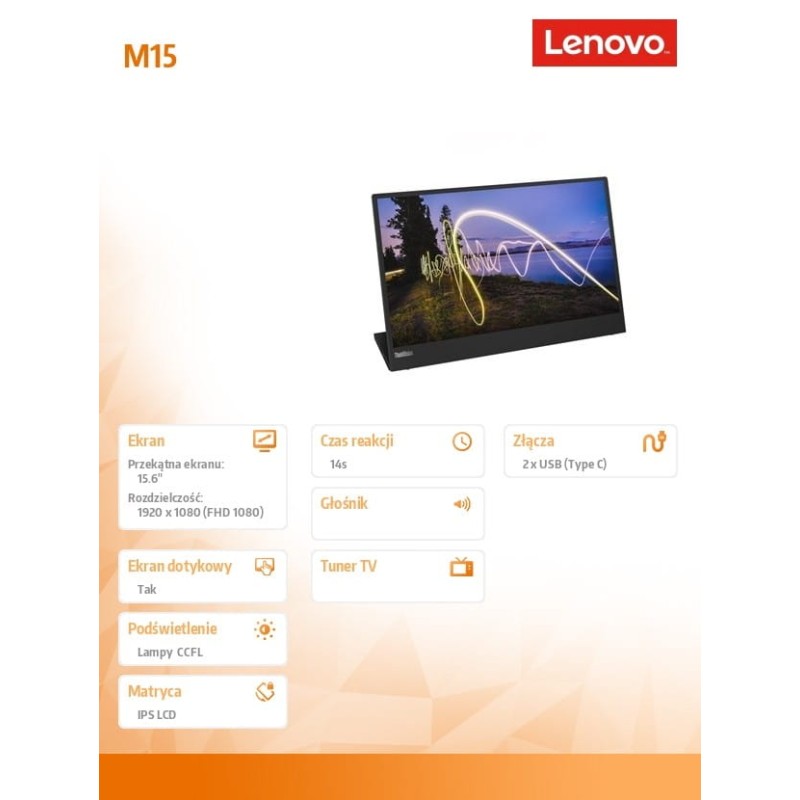 M15
Lenovo
Ekran
Przekątna ekranu:
15.6"
Rozdzielczość:
1920 x 1080 (FHD 1080)
Ekran dotykowy
Tak
Podświetlenie
Lampy CCFL
Matryca
IPS LCD
Czas reakcji
14s
Głośnik
Tuner TV
Złącza
2 x USB (Type C)